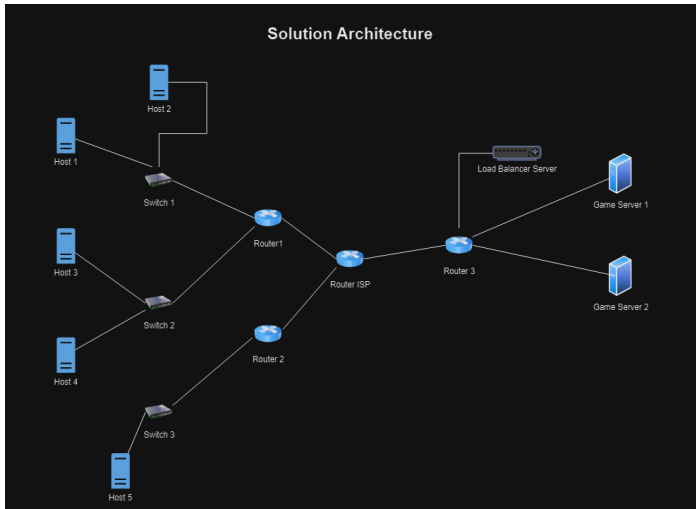 Solution Architecture
Host 2
Host 1
Load Balancer Server
Switch 1
Game Server 1
Router1
Host 3
Router 3
Router ISP
Game Server 2
Switch 2
Router 2
Host 4
Switch 3
Host 5